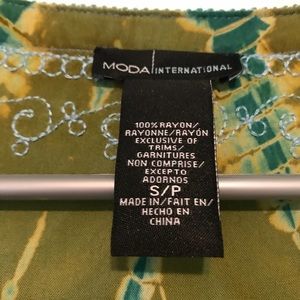 MODA INTERNATIONAL
100% RAYON/
RAYONNE/RAYÓN
EXCLUSIVE OF
TRIMS/
GARNITURES
NON COMPRISE/
EXCEPTO
ADORNOS
S/P
MADE IN/FAIT EN/
HECHO EN
CHINA